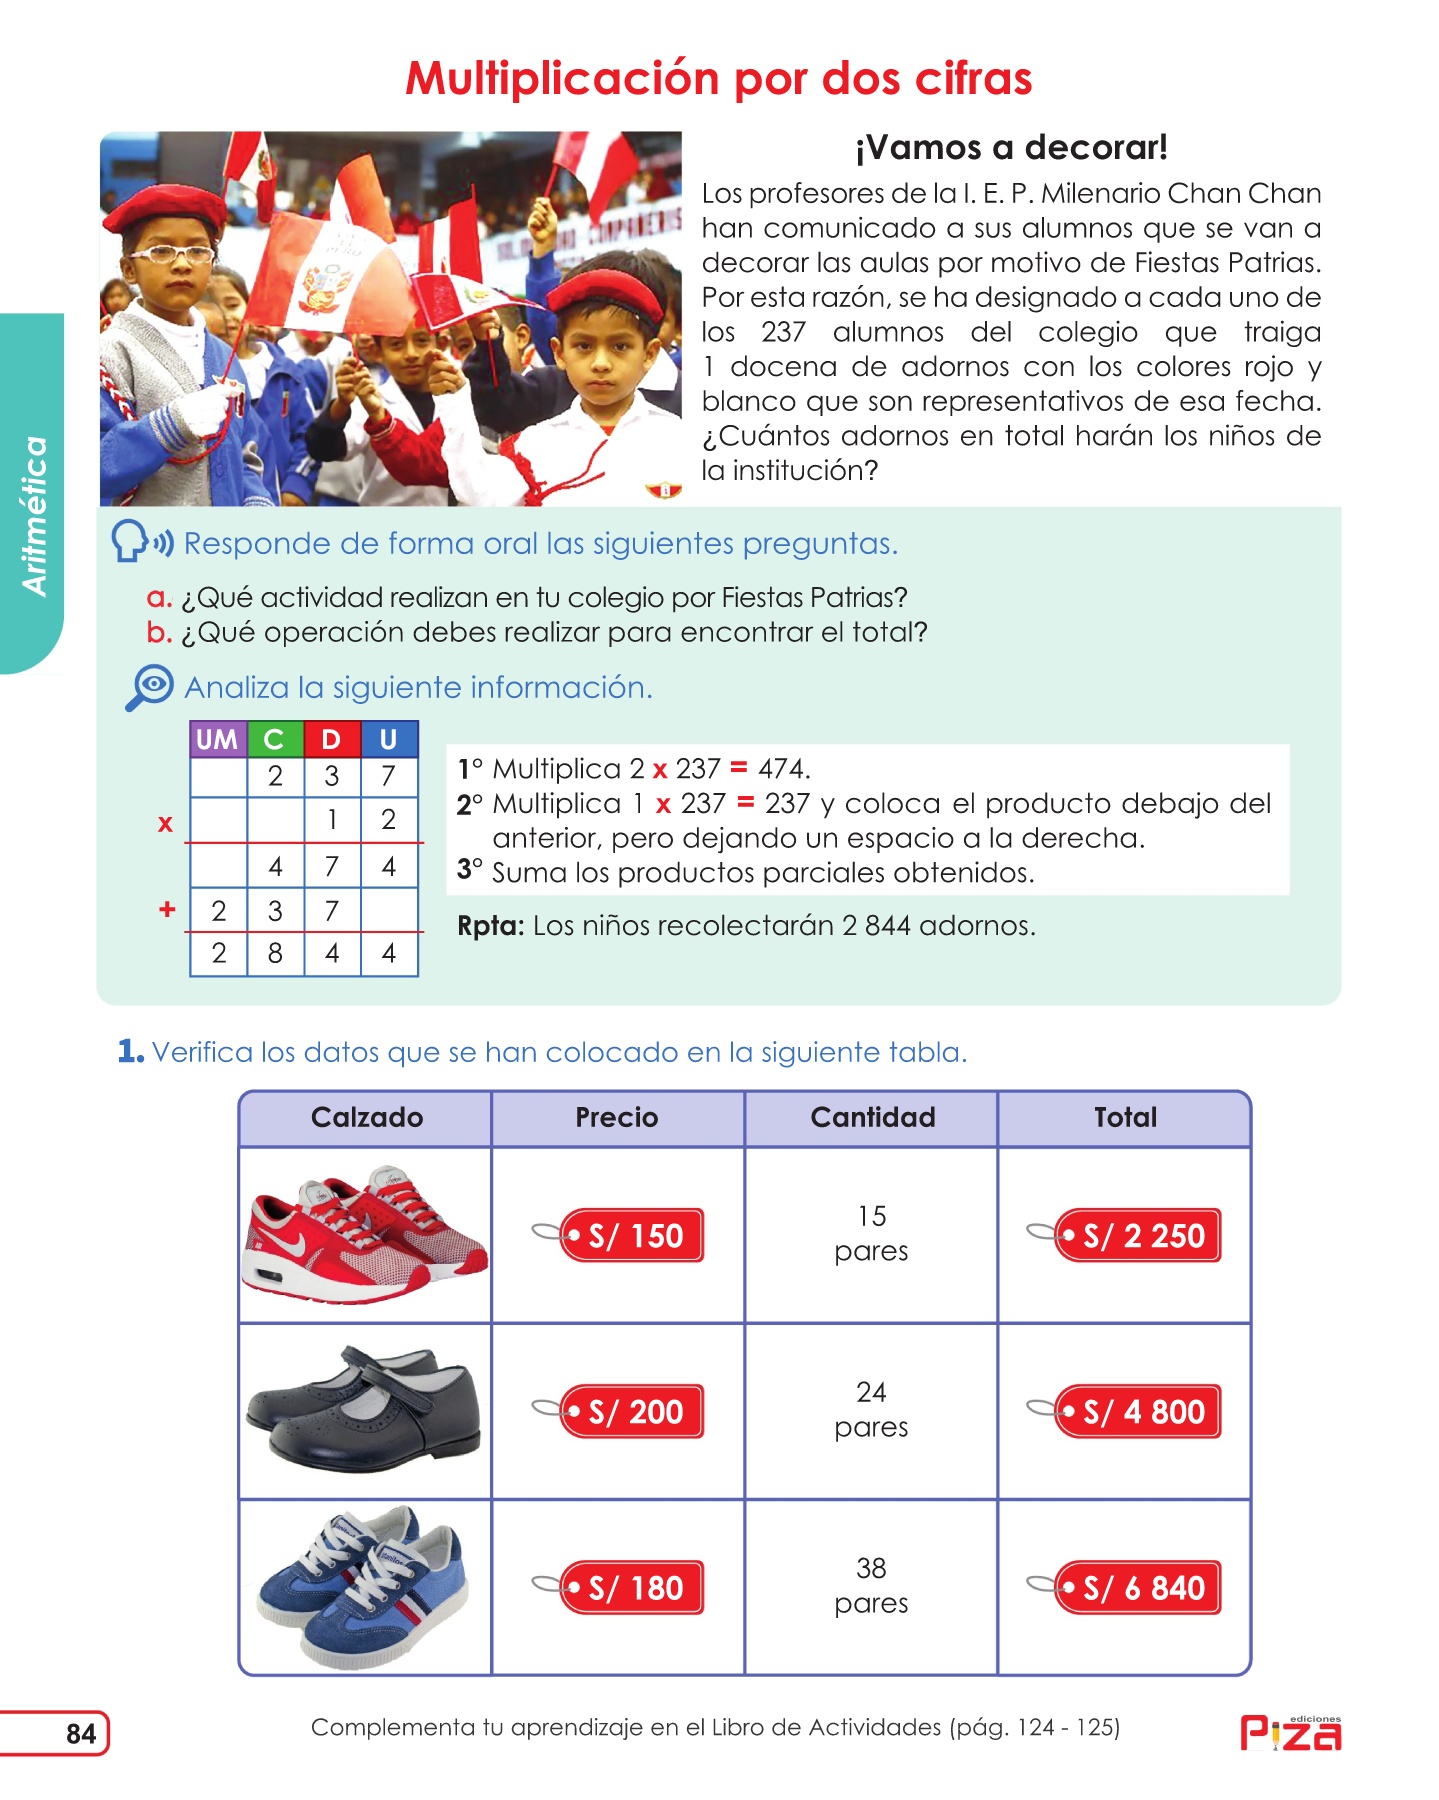 Multiplicación por dos cifras
¡Vamos a decorar!
Los profesores de la I. E. P. Milenario Chan Chan
han comunicado a sus alumnos que se van a
decorar las aulas por motivo de Fiestas Patrias.
Por esta razón, se ha designado a cada uno de
los 237 alumnos del colegio que traiga
1 docena de adornos con los colores rojo y
blanco que son representativos de esa fecha.
¿Cuántos adornos en total harán los niños de
la institución?
Aritmética
Responde de forma oral las siguientes preguntas.
a. ¿Qué actividad realizan en tu colegio por Fiestas Patrias?
b. ¿Qué operación debes realizar para encontrar el total?
Analiza la siguiente información.
UM C D U
2 3 7
x 1 2
4 7 4
+ 2 3 7
2 8 4 4
1° Multiplica 2 x 237 = 474.
2° Multiplica 1 x 237 = 237 y coloca el producto debajo del
anterior, pero dejando un espacio a la derecha.
3° Suma los productos parciales obtenidos.
Rpta: Los niños recolectarán 2 844 adornos.
1. Verifica los datos que se han colocado en la siguiente tabla.
Calzado Precio Cantidad Total
S/ 150 15 pares S/ 2 250
S/ 200 24 pares S/ 4 800
S/ 180 38 pares S/ 6 840
84
Complementa tu aprendizaje en el Libro de Actividades (pág. 124 - 125)
ediciones
Piza